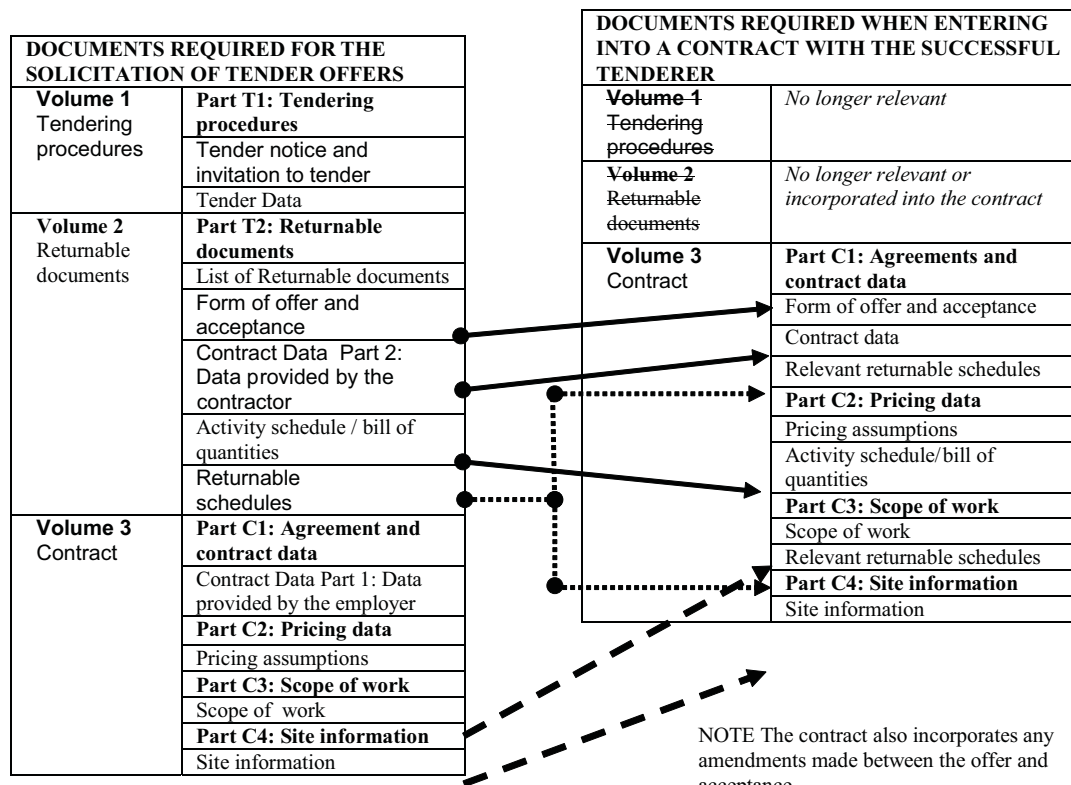 DOCUMENTS REQUIRED FOR THE
SOLICITATION OF TENDER OFFERS
Volume 1
Tendering
procedures
Part T1: Tendering
procedures
Tender notice and
invitation to tender
Tender Data
Volume 2
Returnable
documents
Part T2: Returnable
documents
List of Returnable documents
Form of offer and
acceptance
Contract Data Part 2:
Data provided by the
contractor
Activity schedule / bill of
quantities
Returnable
schedules
Volume 3
Contract
Part C1: Agreement and
contract data
Contract Data Part 1: Data
provided by the employer
Part C2: Pricing data
Pricing assumptions
Part C3: Scope of work
Scope of work
Part C4: Site information
Site information
DOCUMENTS REQUIRED WHEN ENTERING
INTO A CONTRACT WITH THE SUCCESSFUL
TENDERER
Volume 1
Tendering
procedures
No longer relevant
Volume 2
Returnable
documents
No longer relevant or
incorporated into the contract
Volume 3
Contract
Part C1: Agreements and
contract data
Form of offer and acceptance
Contract data
Relevant returnable schedules
Part C2: Pricing data
Pricing assumptions
Activity schedule/bill of
quantities
Part C3: Scope of work
Scope of work
Relevant returnable schedules
Part C4: Site information
Site information
NOTE The contract also incorporates any
amendments made between the offer and
acceptance